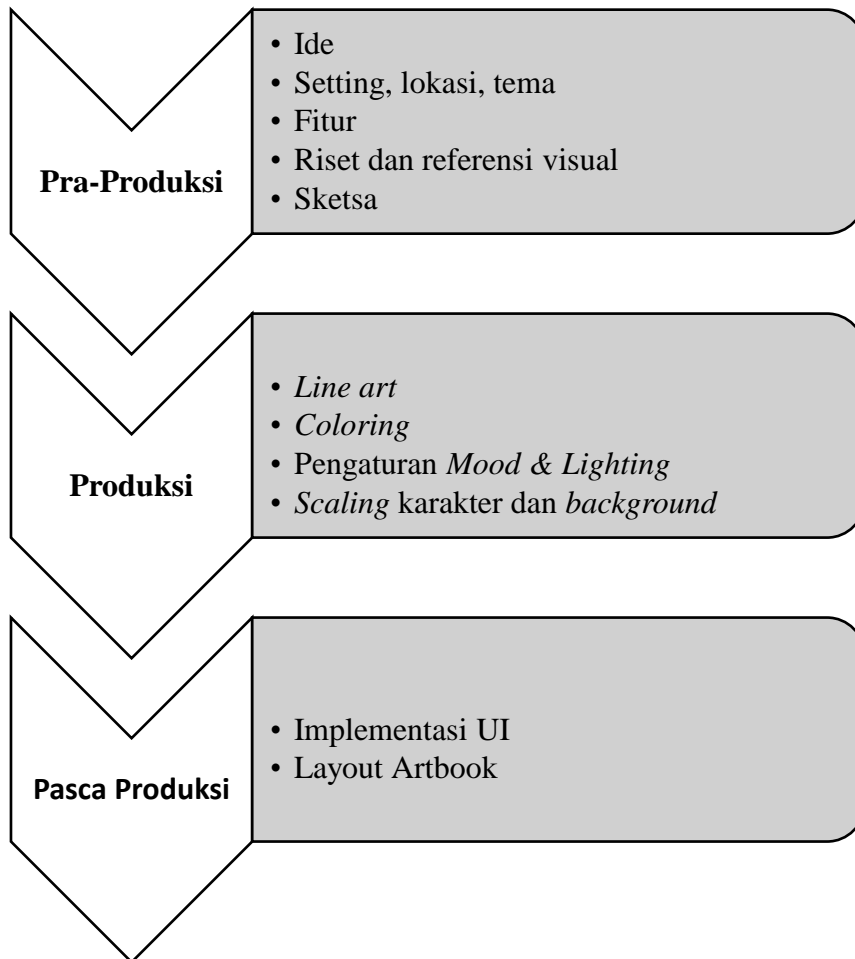 Pra-Produksi
• Ide
• Setting, lokasi, tema
• Fitur
• Riset dan referensi visual
• Sketsa
Produksi
• Line art
• Coloring
• Pengaturan Mood & Lighting
• Scaling karakter dan background
Pasca Produksi
• Implementasi UI
• Layout Artbook